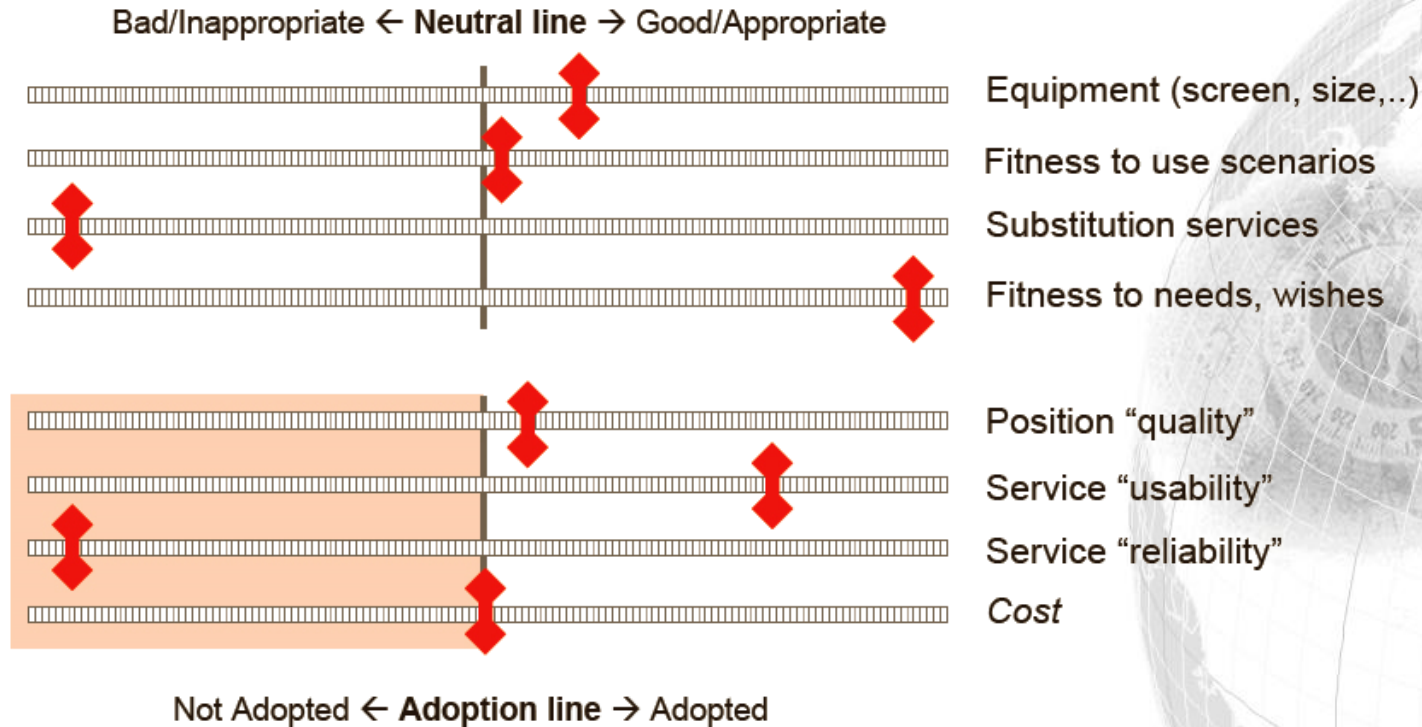 Bad/Inappropriate ← Neutral line → Good/Appropriate
Equipment (screen, size,..)
Fitness to use scenarios
Substitution services
Fitness to needs, wishes
Position “quality”
Service “usability”
Service “reliability”
Cost
Not Adopted ← Adoption line → Adopted